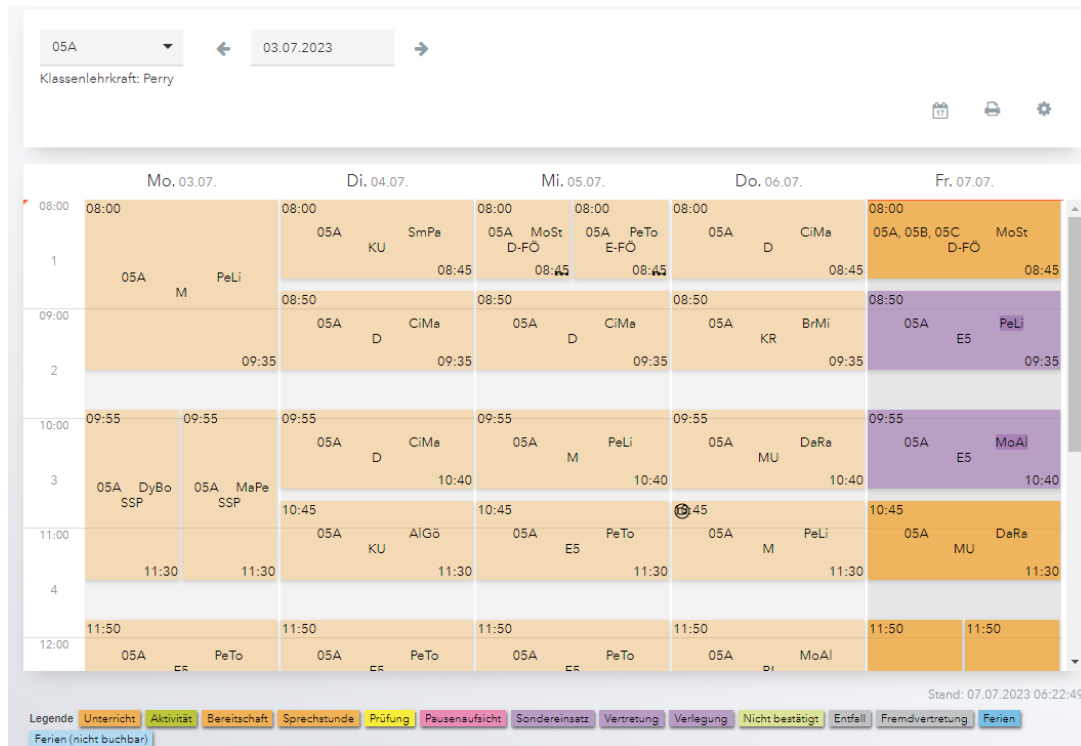 05A
03.07.2023
Klassenlehrkraft: Perry
17
Mo. 03.07. Di. 04.07. Mi. 05.07. Do. 06.07. Fr. 07.07.
08:00 08:00 08:00 08:00 08:00 08:00 08:00
05A SmPa 05A MoSt 05A PeTo 05A CiMa 05A, 05B, 05C MoSt
KU D-FÖ E-FÖ D D-FÖ
1 08:45 08:45 08:45 08:45 08:45
05A PeLi
M
08:50 08:50 08:50 08:50
09:00 05A CiMa 05A CiMa 05A BrMi 05A PeLi
D D KR E5
09:35 09:35 09:35 09:35 09:35
2
10:00 09:55 09:55 09:55 09:55 09:55 09:55
05A CiMa 05A PeLi 05A DaRa 05A MoAl
D M MU E5
3 10:40 10:40 10:40 10:40
05A DyBo 05A MaPe
SSP SSP
10:45 10:45 :45 10:45
11:00 05A AlGö 05A PeTo 05A PeLi 05A DaRa
KU E5 M MU
11:30 11:30 11:30 11:30 11:30 11:30
4
11:50 11:50 11:50 11:50 11:50 11:50
12:00 05A PeTo 05A PeTo 05A PeTo 05A MoAl
E5 E5 E5
Stand: 07.07.2023 06:22:49
Legende Unterricht Aktivität Bereitschaft Sprechstunde Prüfung Pausenaufsicht Sondereinsatz Vertretung Verlegung Nicht bestätigt Entfall Fremdvertretung Ferien
Ferien (nicht buchbar)